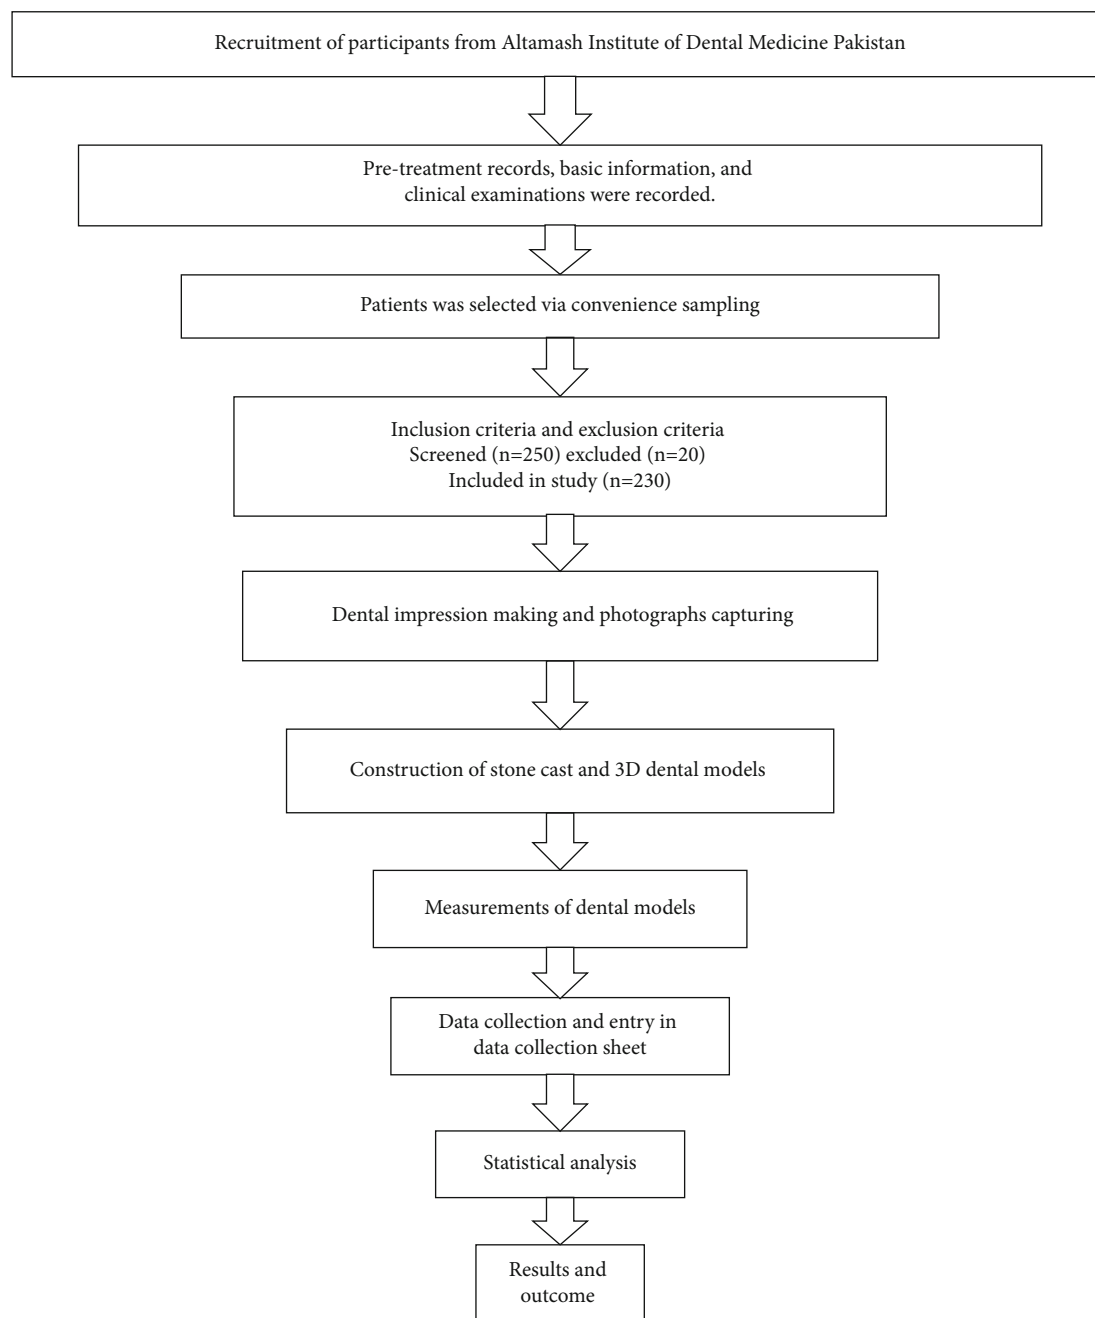 Recruitment of participants from Altamash Institute of Dental Medicine Pakistan
Pre-treatment records, basic information, and
clinical examinations were recorded.
Patients was selected via convenience sampling
Inclusion criteria and exclusion criteria
Screened (n=250) excluded (n=20)
Included in study (n=230)
Dental impression making and photographs capturing
Construction of stone cast and 3D dental models
Measurements of dental models
Data collection and entry in
data collection sheet
Statistical analysis
Results and
outcome